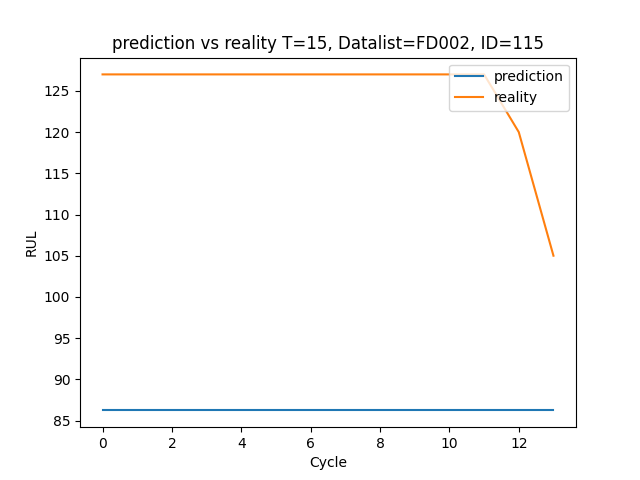 prediction vs reality T=15, Datalist=FD002, ID=115
prediction
reality
125
120
115
110
105
100
95
90
85
RUL
0 2 4 6 8 10 12
Cycle